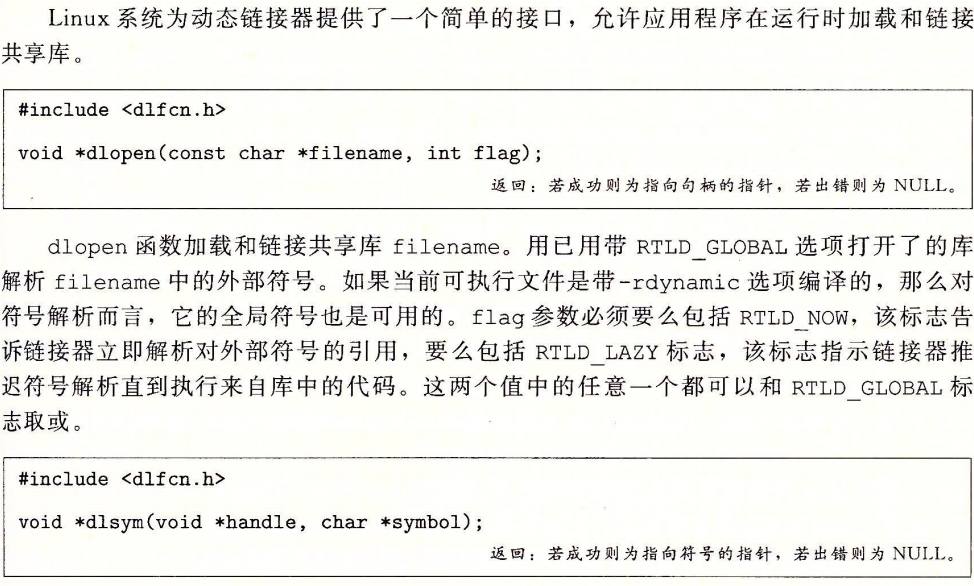 Linux 系统为动态链接器提供了一个简单的接口，允许应用程序在运行时加载和链接
共享库。
#include <dlfcn.h>
void *dlopen(const char *filename, int flag);
返回：若成功则为指向句柄的指针，若出错则为 NULL。
dlopen 函数加载和链接共享库 filename。用已用带 RTLD_GLOBAL 选项打开了的库
解析 filename 中的外部符号。如果当前可执行文件是带-rdynamic 选项编译的，那么对
符号解析而言，它的全局符号也是可用的。flag 参数必须要么包括 RTLD_NOW，该标志告
诉链接器立即解析对外部符号的引用，要么包括 RTLD_LAZY 标志，该标志指示链接器推
迟符号解析直到执行来自库中的代码。这两个值中的任意一个都可以和 RTLD_GLOBAL 标
志取或。
#include <dlfcn.h>
void *dlsym(void *handle, char *symbol);
返回：若成功则为指向符号的指针，若出错则为 NULL。